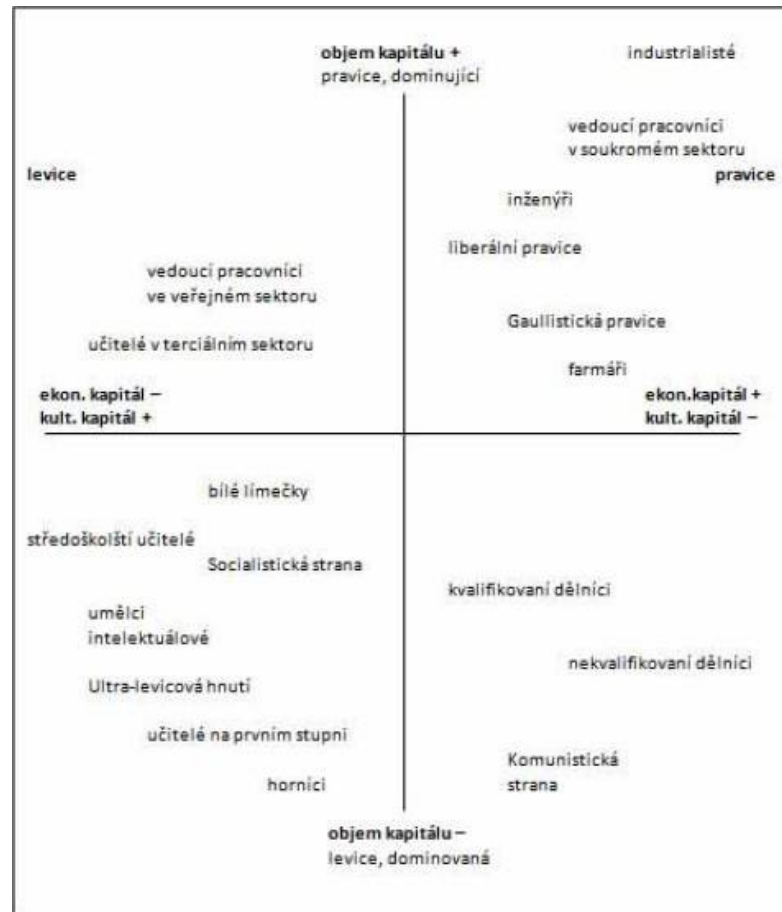 objem kapitálu +
pravice, dominující
industrialisté
vedoucí pracovníci
v soukromém sektoru
levice
pravice
inženýři
liberální pravice
vedoucí pracovníci
ve veřejném sektoru
Gaullistická pravice
učitelé v terciálním sektoru
farmáři
ekon. kapitál –
kult. kapitál +
ekon.kapitál +
kult. kapitál –
bílé límečky
středoškolští učitelé
Socialistická strana
kvalifikovaní dělníci
umělci
intelektuálové
nekvalifikovaní dělníci
Ultra-levicová hnutí
učitelé na prvním stupni
Komunistická
strana
horníci
objem kapitálu –
levice, dominovaná